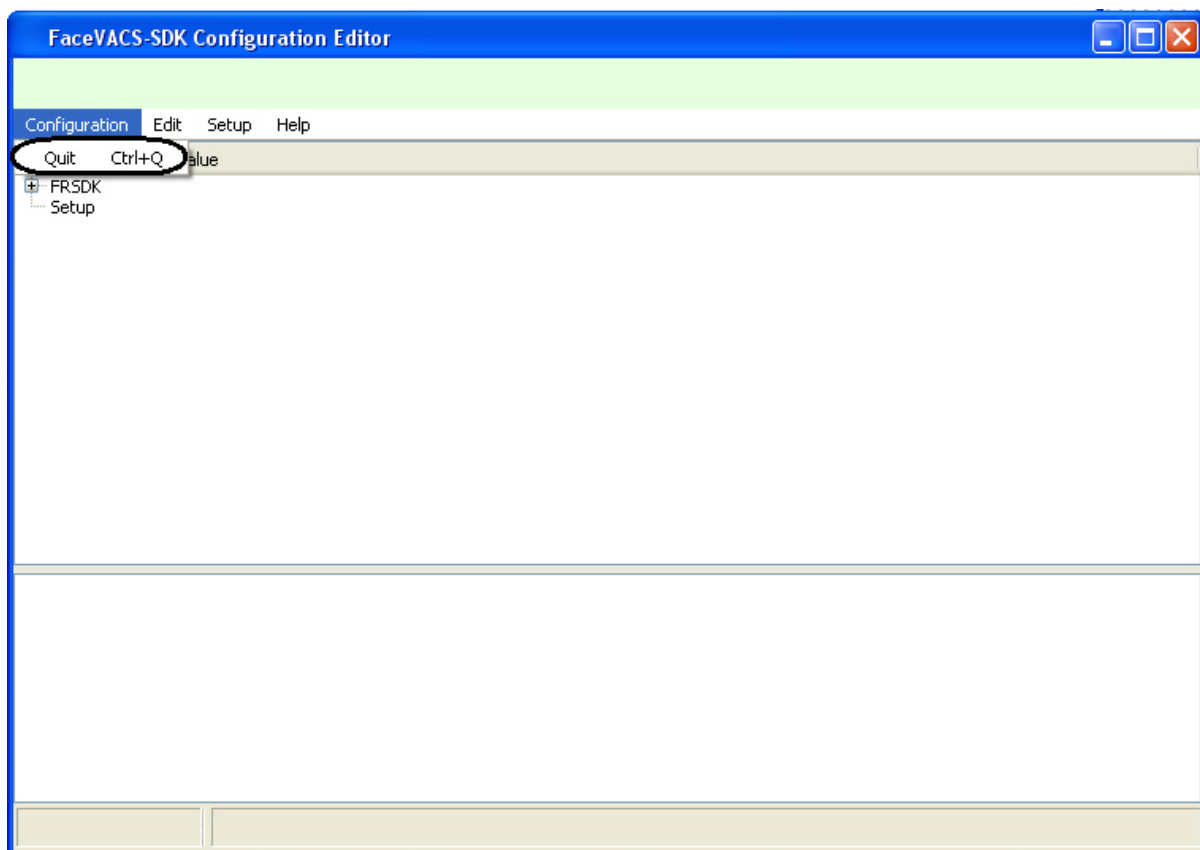 FaceVACS-SDK Configuration Editor
Configuration Edit Setup Help
Quit Ctrl+Q alue
FRSDK
Setup